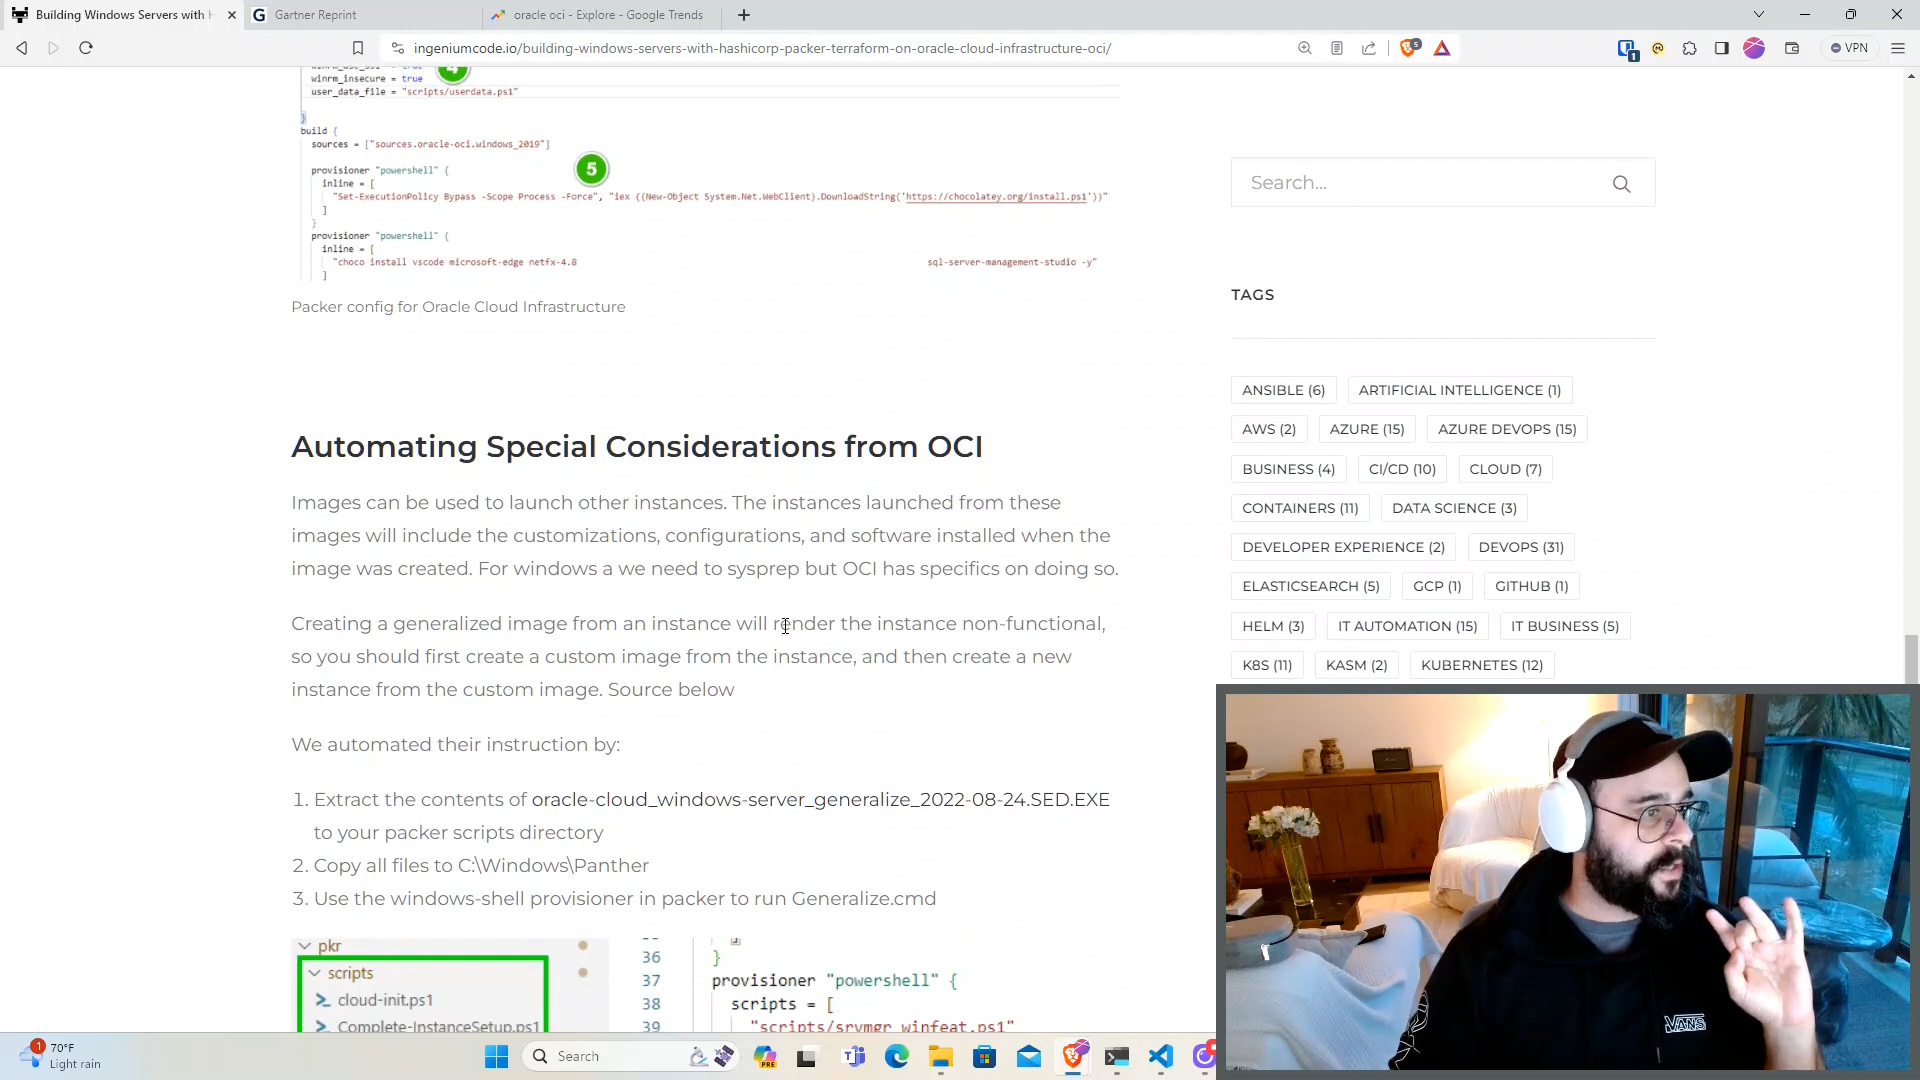 Building Windows Servers with H
Gartner Reprint
oracle oci - Explore - Google Trends
ingeniumcode.io/building-windows-servers-with-hashicorp-packer-terraform-on-oracle-cloud-infrastructure-oci/
VPN
winrm_insecure = true
user_data_file = "scripts/userdata.ps1"
}
build {
sources = ["sources.oracle-oci.windows_2019"]
5
provisioner "powershell" {
inline = [
"Set-ExecutionPolicy Bypass -Scope Process -Force", "iex ((New-Object System.Net.WebClient).DownloadString('https://chocolatey.org/install.ps1'))"
]
}
provisioner "powershell" {
inline = [
"choco install vscode microsoft-edge netfx-4.8 sql-server-management-studio -y"
]
Packer config for Oracle Cloud Infrastructure
Automating Special Considerations from OCI
Images can be used to launch other instances. The instances launched from these
images will include the customizations, configurations, and software installed when the
image was created. For windows a we need to sysprep but OCI has specifics on doing so.
Creating a generalized image from an instance will render the instance non-functional,
so you should first create a custom image from the instance, and then create a new
instance from the custom image. Source below
We automated their instruction by:
1. Extract the contents of oracle-cloud_windows-server_generalize_2022-08-24.SED.EXE
to your packer scripts directory
2. Copy all files to C:\Windows\Panther
3. Use the windows-shell provisioner in packer to run Generalize.cmd
pkr
scripts
cloud-init.ps1
Complete-InstanceSetup.ps1
36 }
37 provisioner "powershell" {
38 scripts = [
39 "scripts/srvmgr_winfeat.ps1"
Search...
TAGS
ANSIBLE (6)
ARTIFICIAL INTELLIGENCE (1)
AWS (2)
AZURE (15)
AZURE DEVOPS (15)
BUSINESS (4)
CI/CD (10)
CLOUD (7)
CONTAINERS (11)
DATA SCIENCE (3)
DEVELOPER EXPERIENCE (2)
DEVOPS (31)
ELASTICSEARCH (5)
GCP (1)
GITHUB (1)
HELM (3)
IT AUTOMATION (15)
IT BUSINESS (5)
K8S (11)
KASM (2)
KUBERNETES (12)
VANS
1
70°F
Light rain
Search
PRE